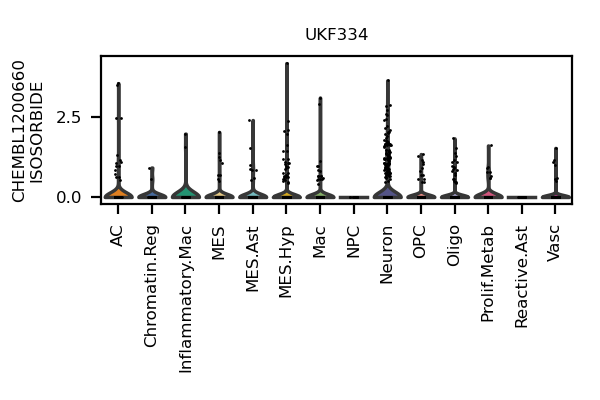 UKF334
CHEMBL1200660
ISOSORBIDE
2.5
0.0
AC
Chromatin.Reg
Inflammatory.Mac
MES
MES.Ast
MES.Hyp
Mac
NPC
Neuron
OPC
Oligo
Prolif.Metab
Reactive.Ast
Vasc